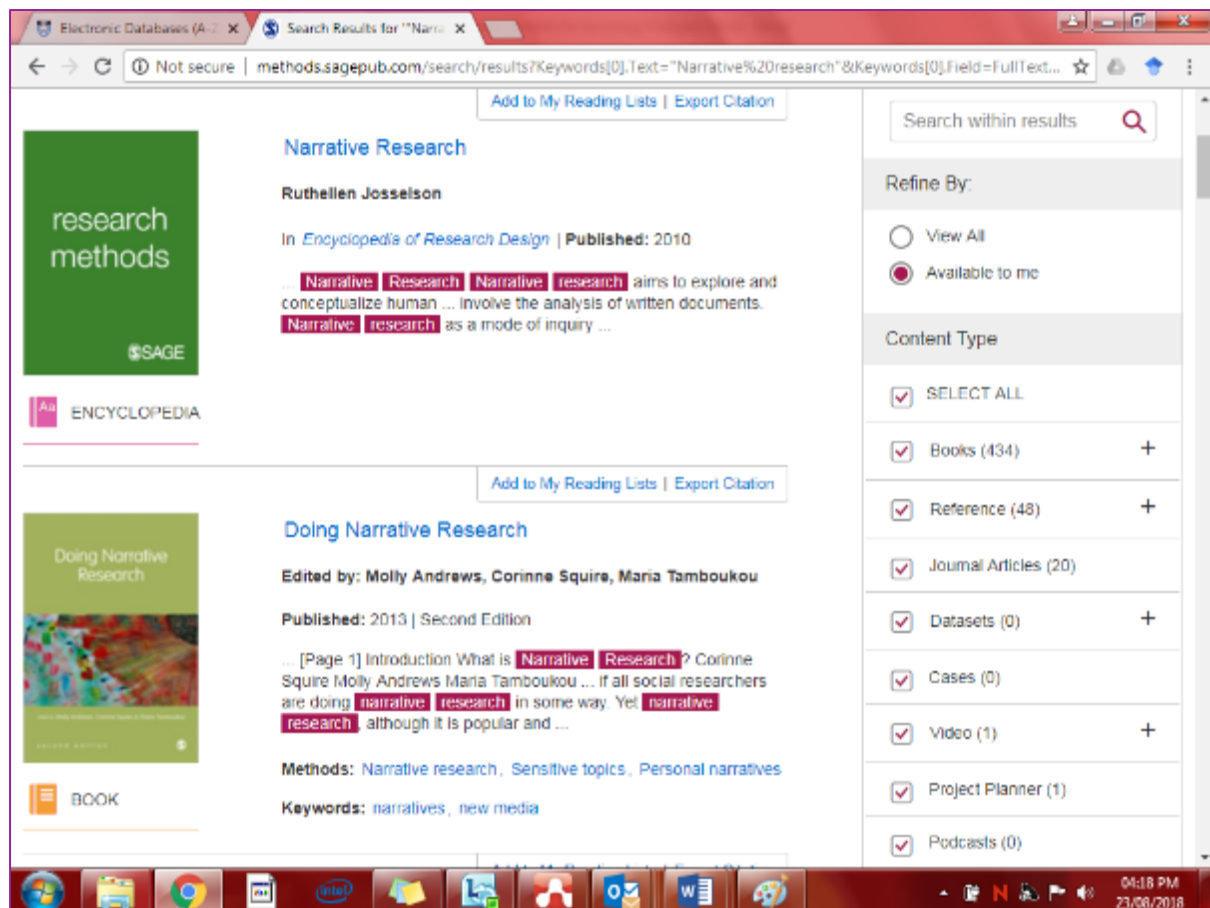 Electronic Databases (A-Z
Search Results for '"Narra
Not secure | methods.sagepub.com/search/results?Keywords[0].Text="Narrative%20research"&Keywords[0].Field=FullText...
Add to My Reading Lists | Export Citation
research
methods
SAGE
Aa ENCYCLOPEDIA
Narrative Research
Ruthellen Josselson
In Encyclopedia of Research Design | Published: 2010
... Narrative Research Narrative research aims to explore and
conceptualize human ... involve the analysis of written documents.
Narrative research as a mode of inquiry ...
Add to My Reading Lists | Export Citation
Doing Narrative
Research
second edition
BOOK
Doing Narrative Research
Edited by: Molly Andrews, Corinne Squire, Maria Tamboukou
Published: 2013 | Second Edition
... [Page 1] Introduction What is Narrative Research ? Corinne
Squire Molly Andrews Maria Tamboukou ... if all social researchers
are doing narrative research in some way. Yet narrative
research , although it is popular and ...
Methods: Narrative research , Sensitive topics , Personal narratives
Keywords: narratives , new media
Search within results
Refine By:
View All
Available to me
Content Type
SELECT ALL
Books (434)
Reference (48)
Journal Articles (20)
Datasets (0)
Cases (0)
Video (1)
Project Planner (1)
Podcasts (0)
intel
04:18 PM
23/08/2018